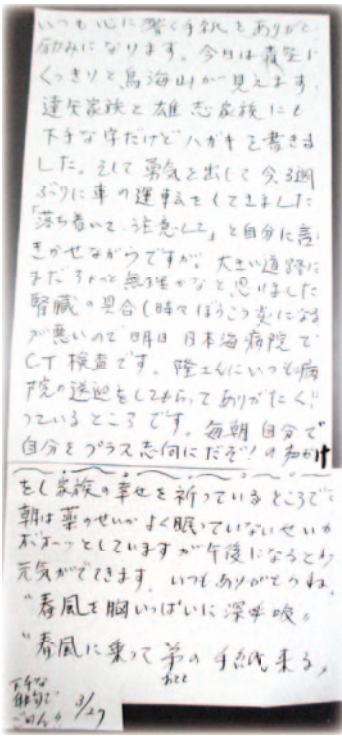 いつも心に響く手紙をありがと
励みになります。今日は青空に
くっきりと鳥海山が見えます。
達矢家族と雄志家族にも
下手な字だけどハガキを書きま
した。そして勇気を出して今、3週
ぶりに車の運転をしてきました
「落ち着いて、注意して」と自分に言い
きかせながらですが。大きい道路は
まだちょっと無理かなと思いました
腎臓の具合(時々ぼうこう炎になる
が悪いので明日日本海病院で
CT検査です。隆さんにいつも病
院の送迎をしてもらってありがたく
っているところです。毎朝自分で
自分をプラス志向にだぞ!の声かけ
をし家族の幸せを祈っているところです
朝は薬のせいかよく眠っていないせいか
ボォーッとしていますが午後になるとわ
元気がでてきます。いつもありがとうね。
"春風を胸いっぱいに深呼吸"
"春風に乗って弟の手紙来る"
おとと
下手な
俳句で
ごめん!! 3/27